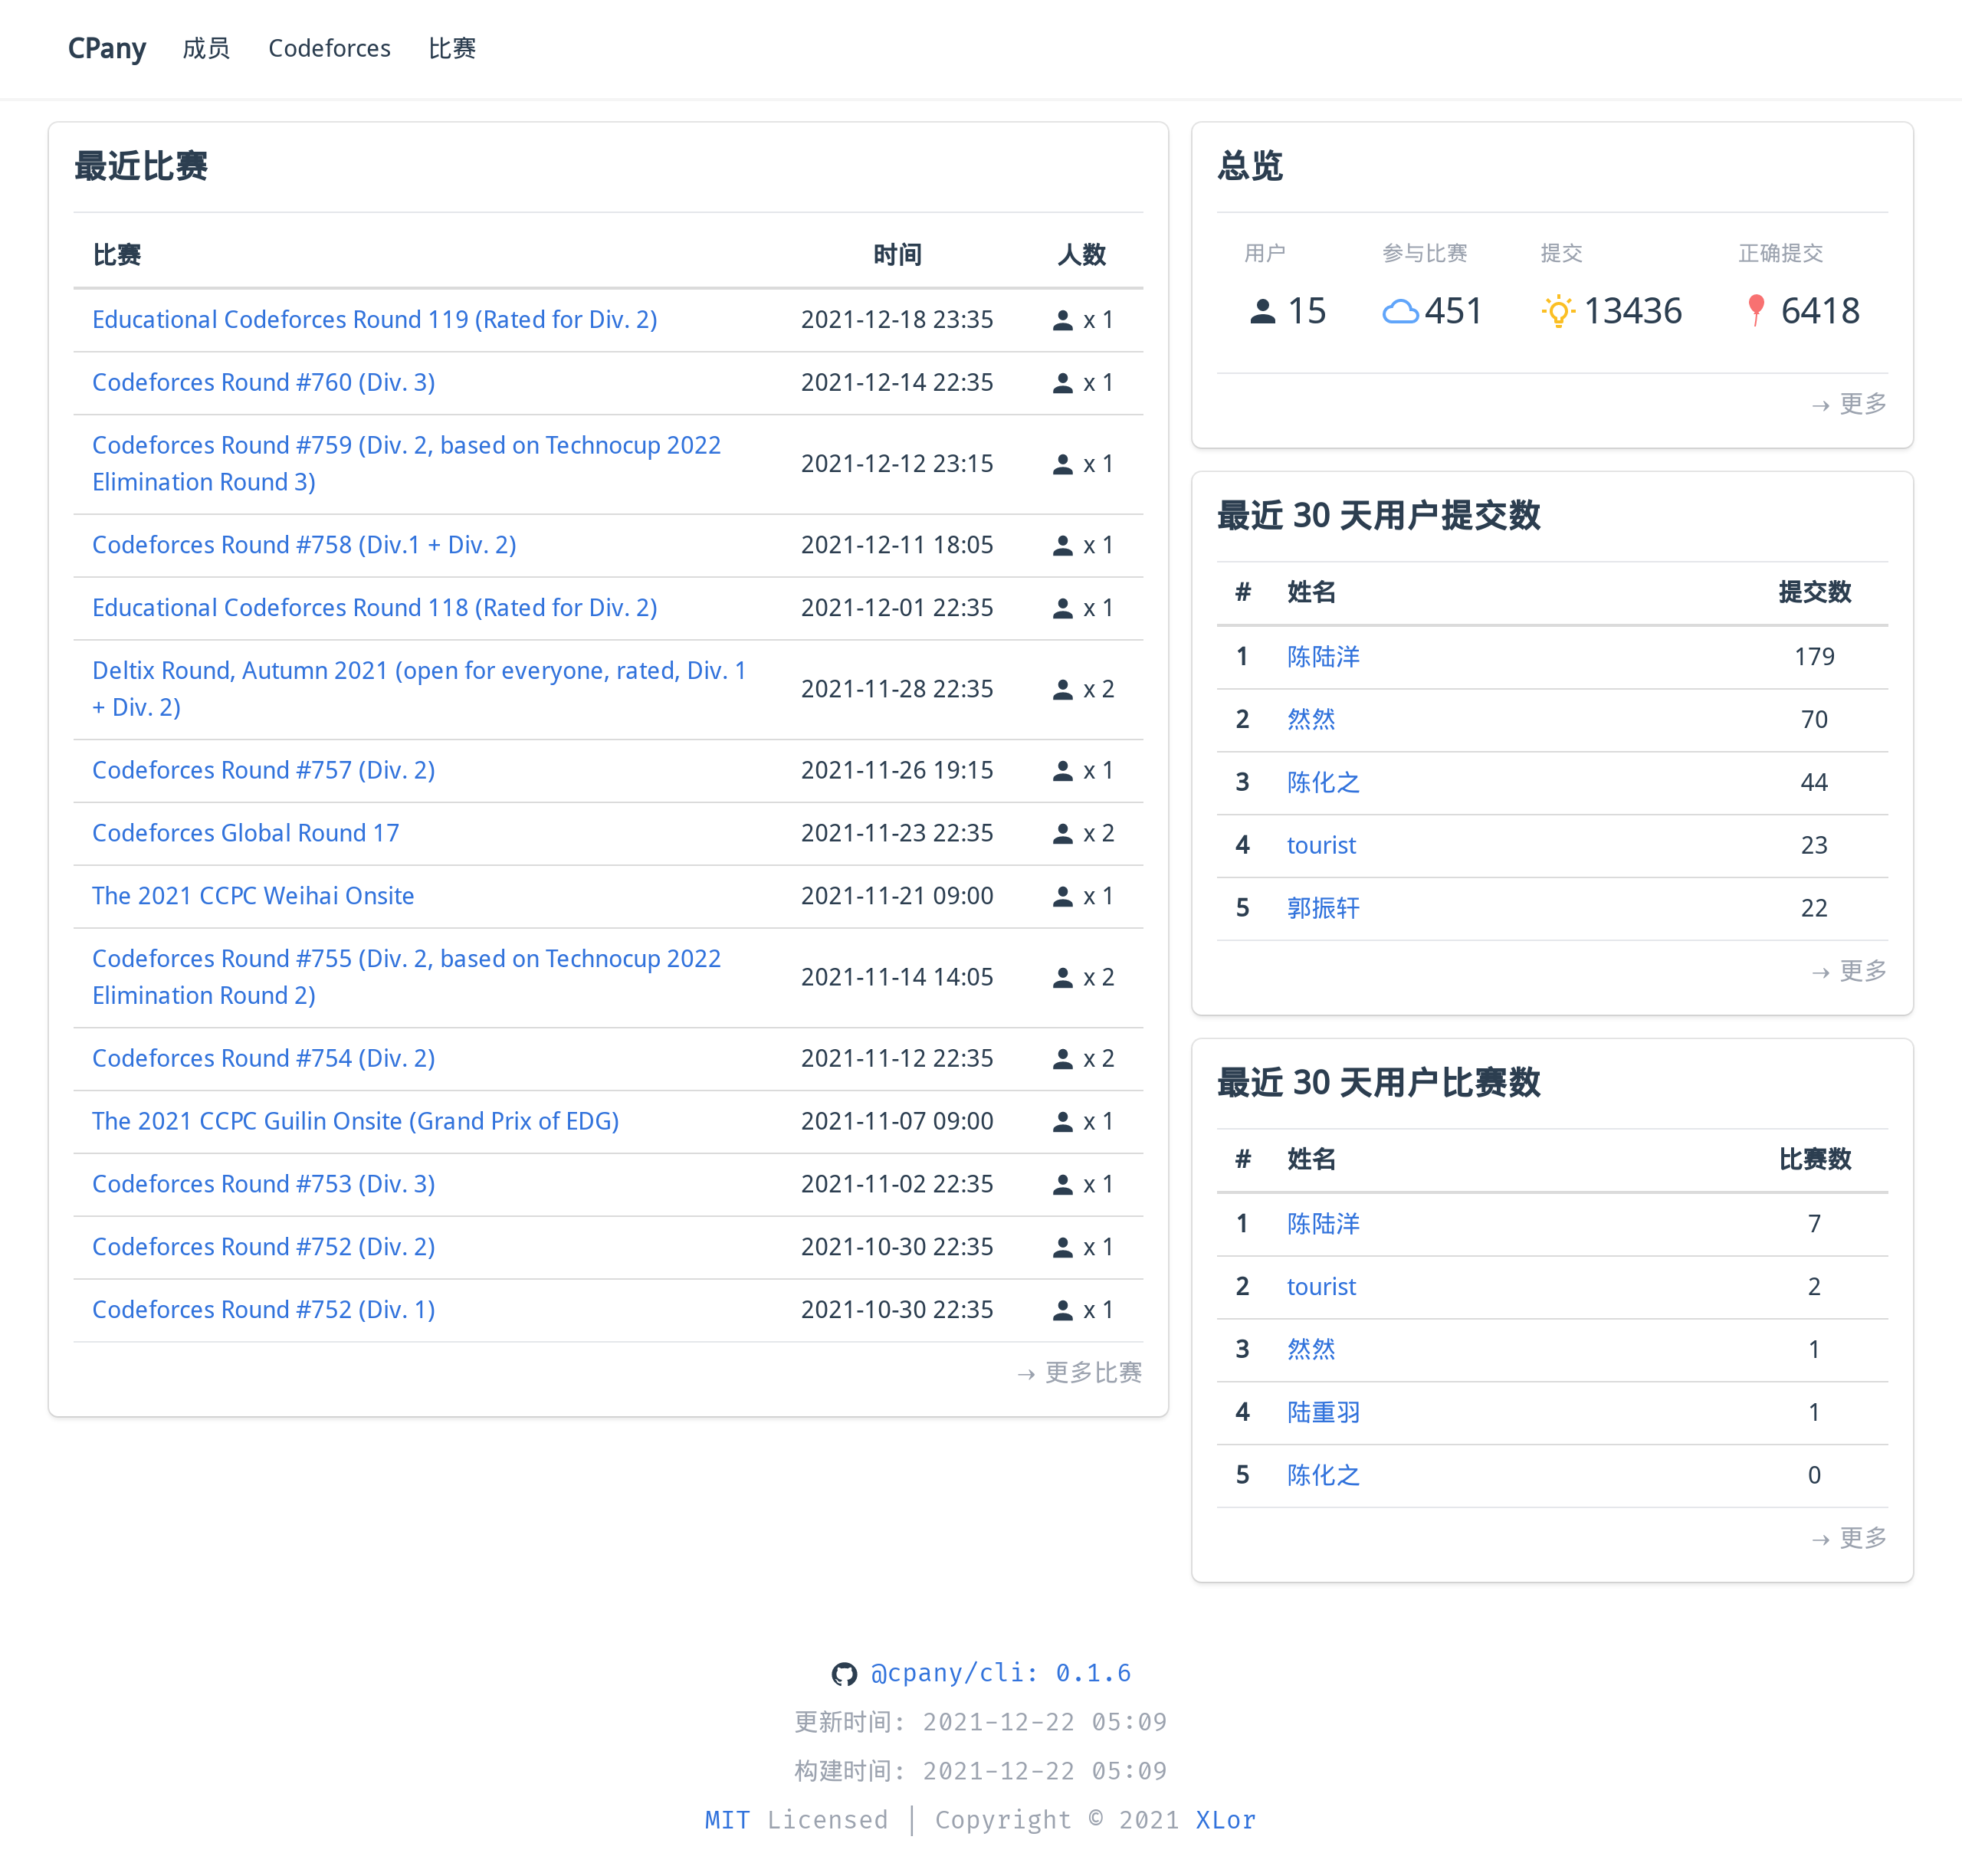 CPany 成员 Codeforces 比赛
最近比赛
比赛 时间 人数
Educational Codeforces Round 119 (Rated for Div. 2) 2021-12-18 23:35 x 1
Codeforces Round #760 (Div. 3) 2021-12-14 22:35 x 1
Codeforces Round #759 (Div. 2, based on Technocup 2022
Elimination Round 3) 2021-12-12 23:15 x 1
Codeforces Round #758 (Div.1 + Div. 2) 2021-12-11 18:05 x 1
Educational Codeforces Round 118 (Rated for Div. 2) 2021-12-01 22:35 x 1
Deltix Round, Autumn 2021 (open for everyone, rated, Div. 1
+ Div. 2) 2021-11-28 22:35 x 2
Codeforces Round #757 (Div. 2) 2021-11-26 19:15 x 1
Codeforces Global Round 17 2021-11-23 22:35 x 2
The 2021 CCPC Weihai Onsite 2021-11-21 09:00 x 1
Codeforces Round #755 (Div. 2, based on Technocup 2022
Elimination Round 2) 2021-11-14 14:05 x 2
Codeforces Round #754 (Div. 2) 2021-11-12 22:35 x 2
The 2021 CCPC Guilin Onsite (Grand Prix of EDG) 2021-11-07 09:00 x 1
Codeforces Round #753 (Div. 3) 2021-11-02 22:35 x 1
Codeforces Round #752 (Div. 2) 2021-10-30 22:35 x 1
Codeforces Round #752 (Div. 1) 2021-10-30 22:35 x 1
→ 更多比赛
总览
用户 参与比赛 提交 正确提交
15 451 13436 6418
→ 更多
最近 30 天用户提交数
# 姓名 提交数
1 陈陆洋 179
2 然然 70
3 陈化之 44
4 tourist 23
5 郭振轩 22
→ 更多
最近 30 天用户比赛数
# 姓名 比赛数
1 陈陆洋 7
2 tourist 2
3 然然 1
4 陆重羽 1
5 陈化之 0
→ 更多
@cpany/cli: 0.1.6
更新时间: 2021-12-22 05:09
构建时间: 2021-12-22 05:09
MIT Licensed | Copyright © 2021 XLor